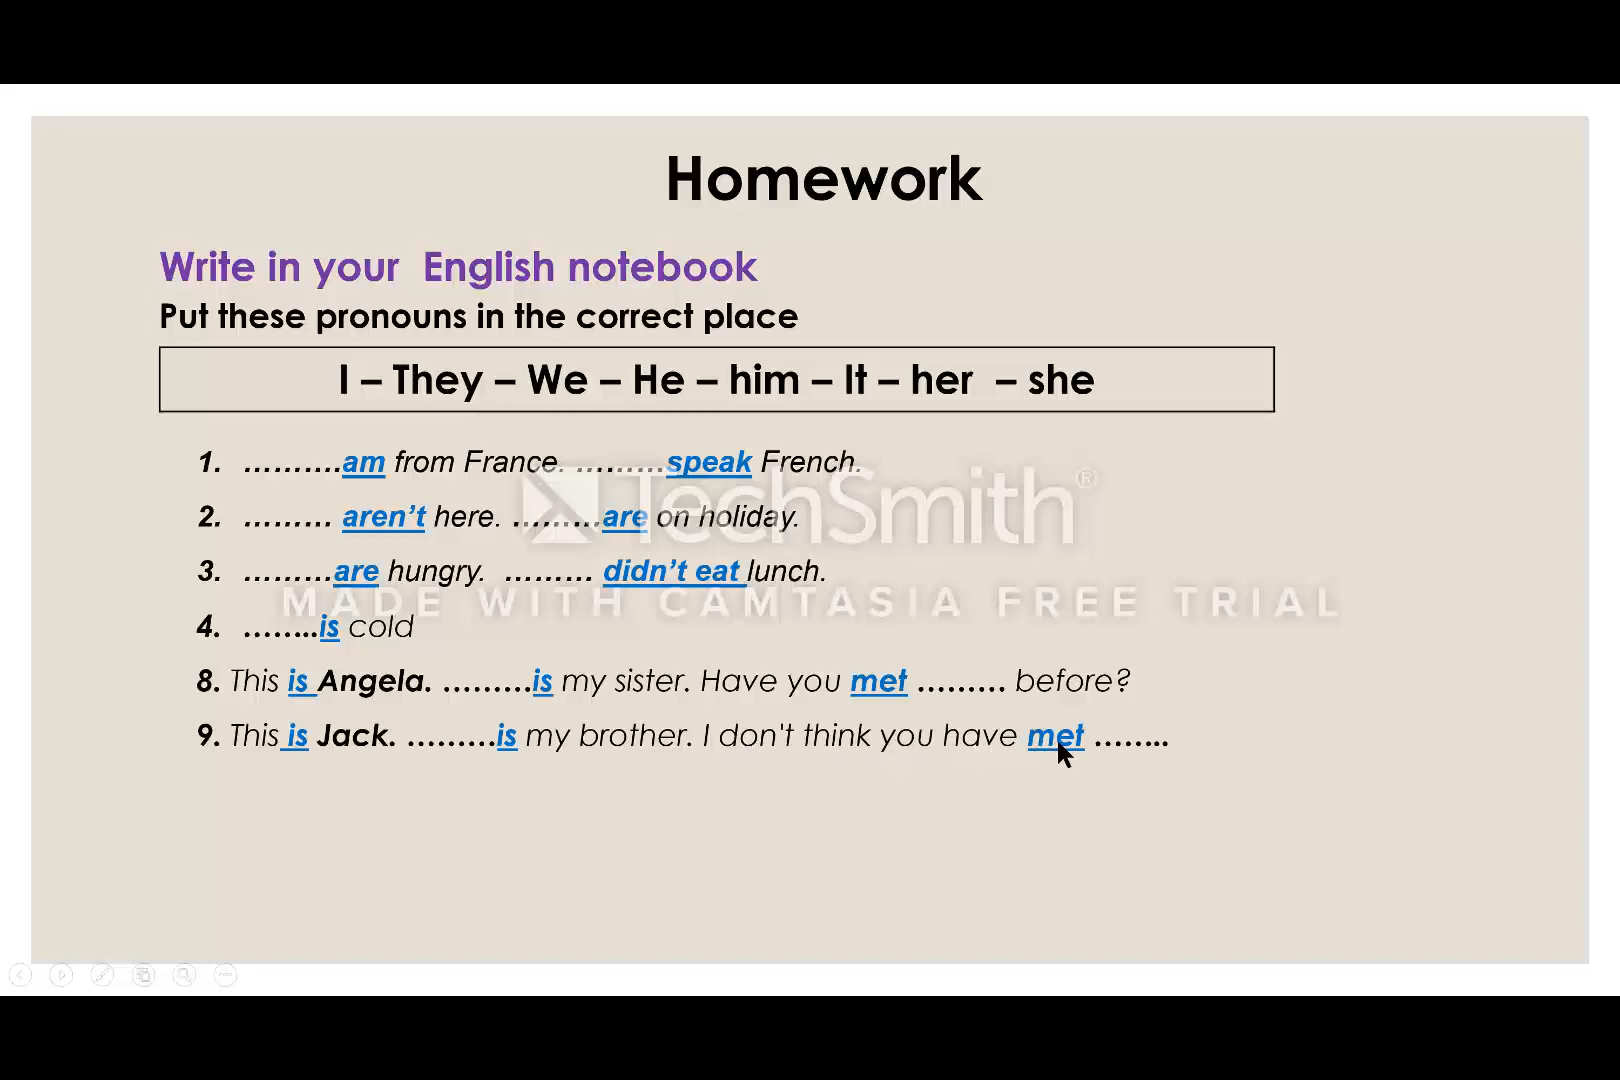 Homework
Write in your English notebook
Put these pronouns in the correct place
I – They – We – He – him – It – her – she
1. ……….am from France. ………speak French.
2. ……… aren’t here. ………are on holiday.
3. ………are hungry. ……… didn’t eat lunch.
4. ……..is cold
8. This is Angela. ………is my sister. Have you met ……… before?
9. This is Jack. ………is my brother. I don't think you have met ……..
TechSmith®
MADE WITH CAMTASIA FREE TRIAL